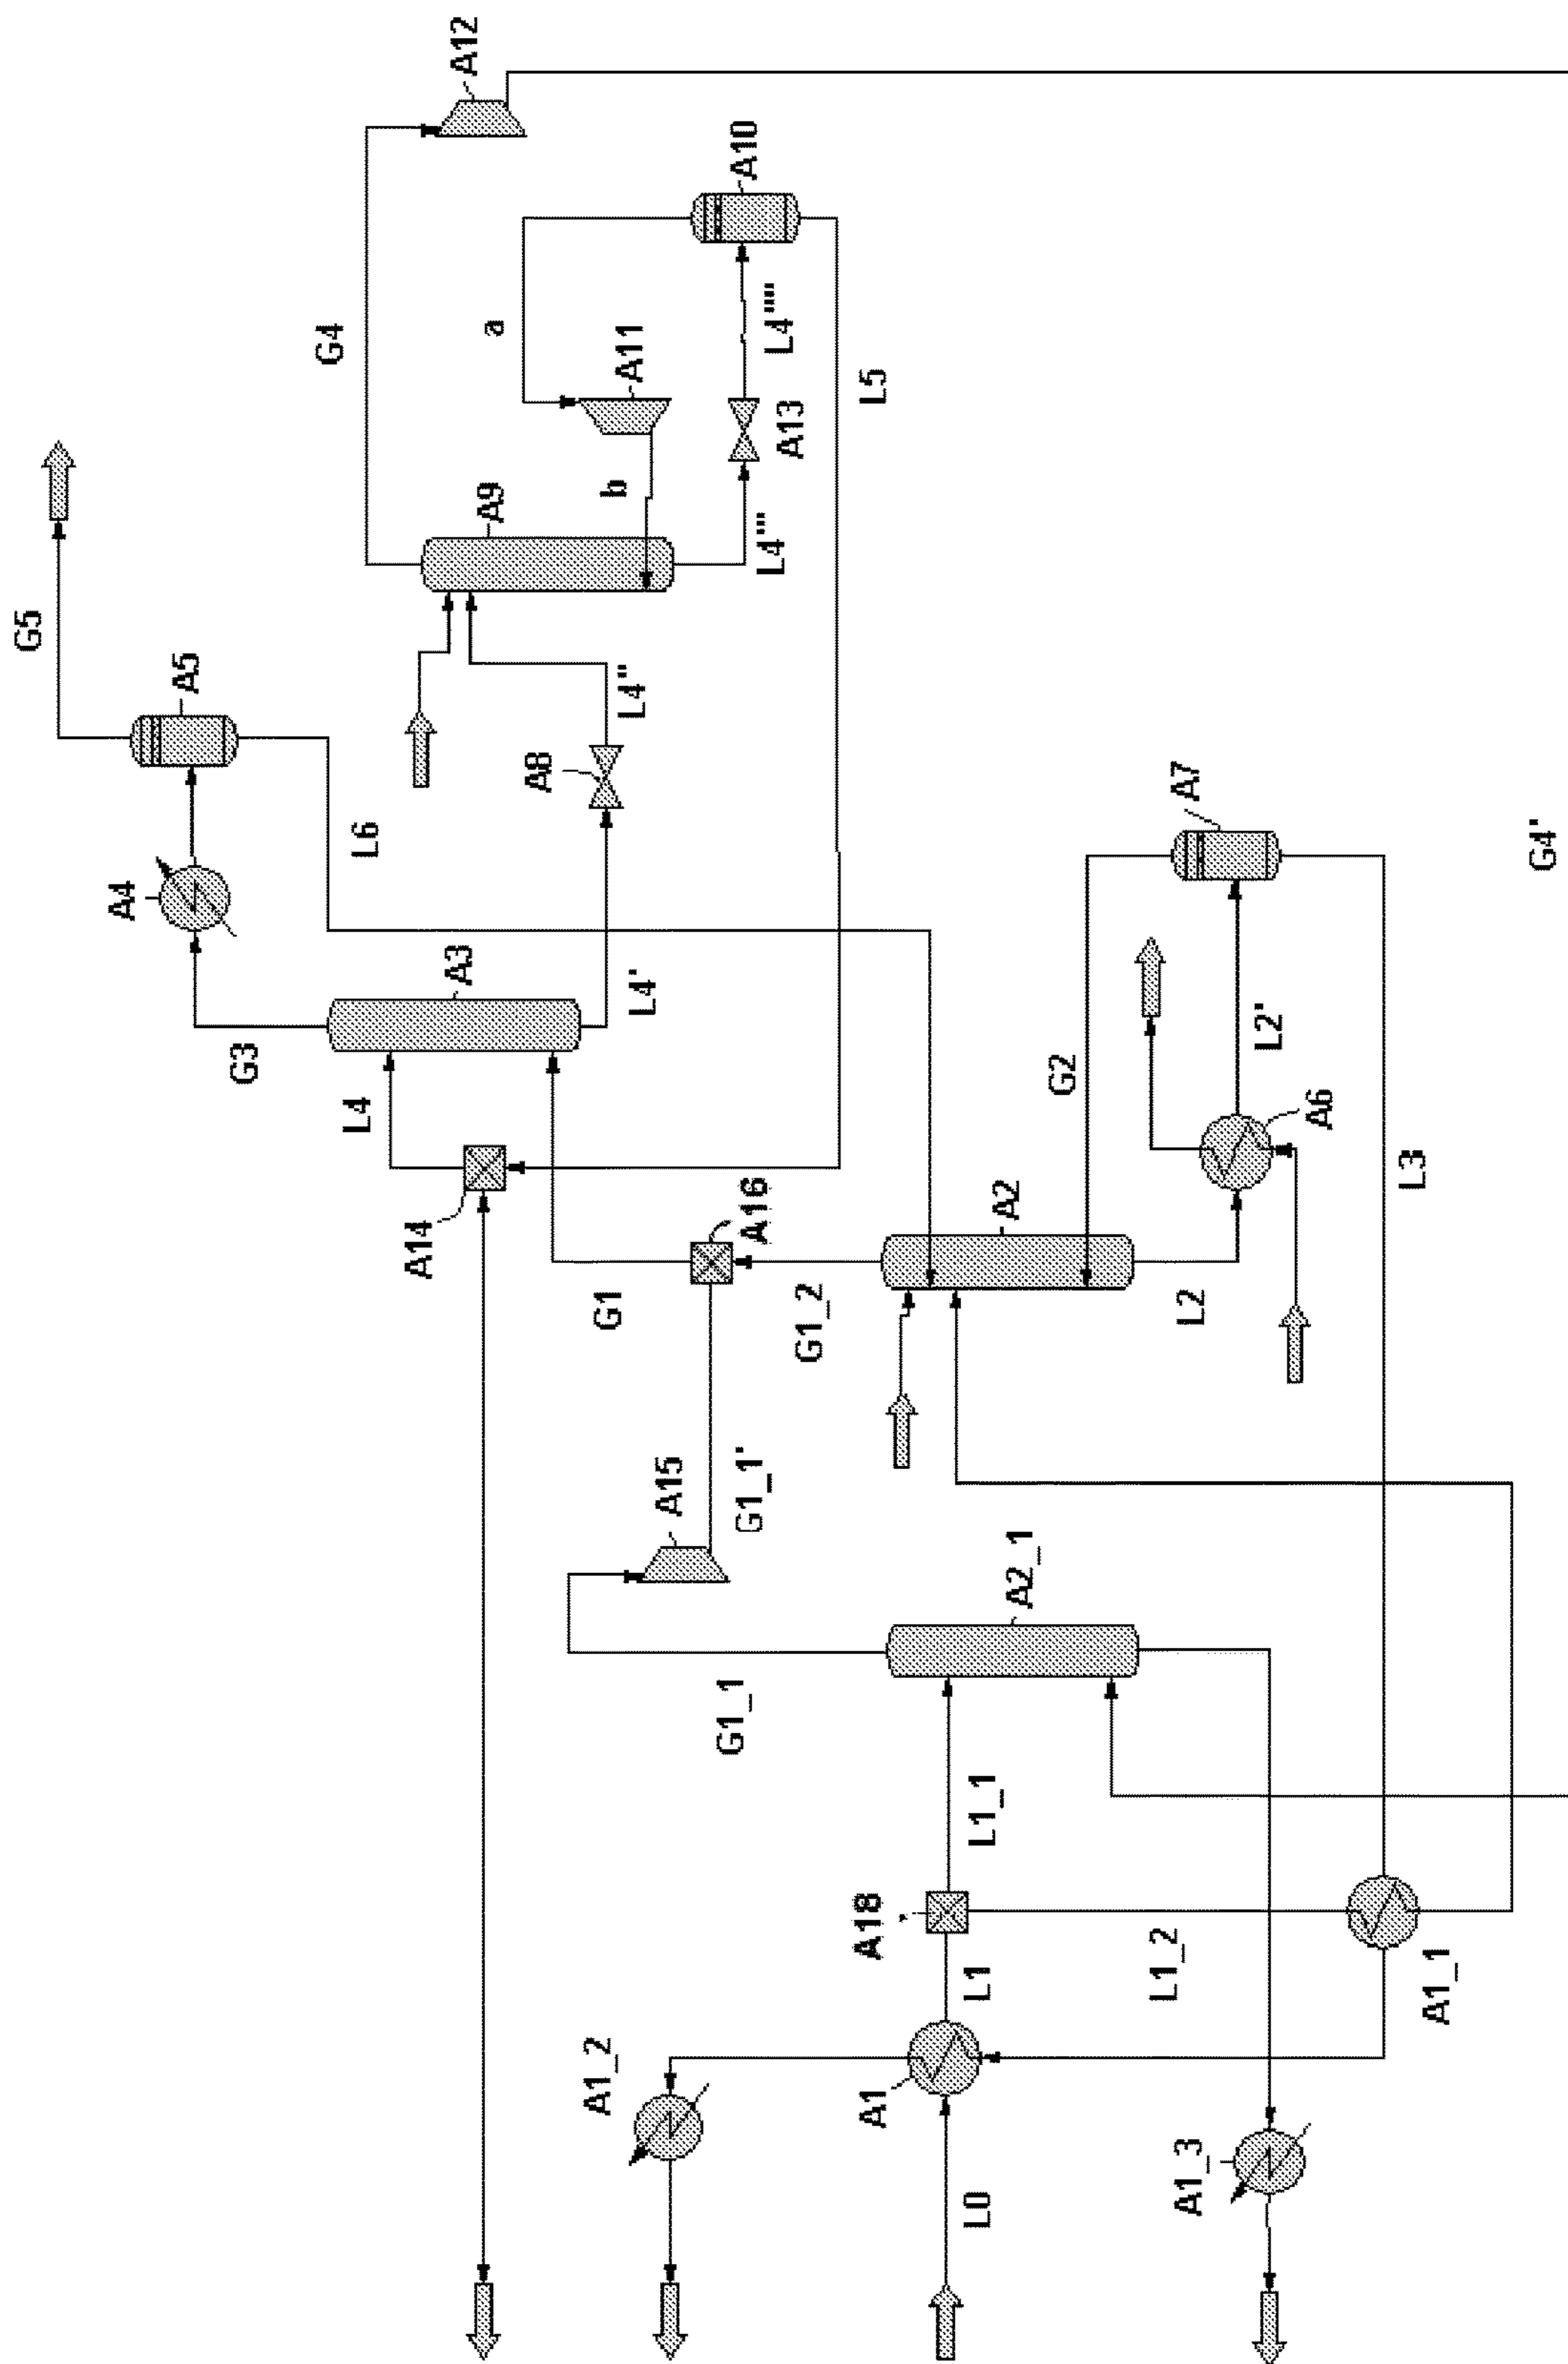 G5
A4
A5
G3
G4
L4
L6
A14
A3
A12
A9
a
A8
A1_2
G1
b
A11
L4'
L4''
A15
G1_1
A10
G1_1'
A16
L4'''
L4''''
A13
G1_2
A18
A1
L5
L0
L1
L1_1
A2_1
A2
G2
L1_2
A1_3
L2
A7
L2'
A6
L3
A1_1
G4'